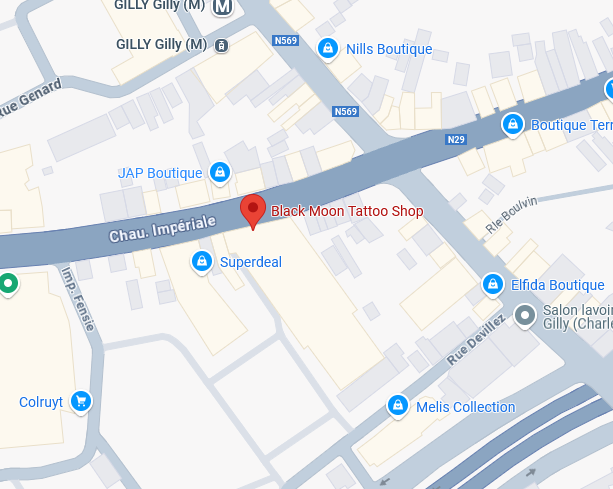 GILLY Gilly (M)
M
GILLY Gilly (M)
N569
Nills Boutique
Rue Genard
N569
N29
Boutique Terr
JAP Boutique
Black Moon Tattoo Shop
Rle Boulvin
Chau. Impériale
Superdeal
Imp. Fensie
Elfida Boutique
Salon lavoir
Gilly (Charle
Rue Devillez
Colruyt
Melis Collection